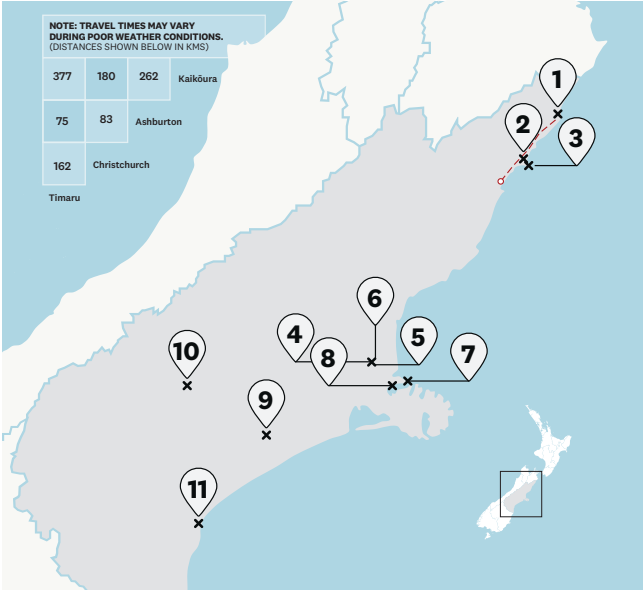 NOTE: TRAVEL TIMES MAY VARY
DURING POOR WEATHER CONDITIONS.
(DISTANCES SHOWN BELOW IN KMS)
377 180 262 Kaikōura
75 83 Ashburton
162 Christchurch
Timaru
1
2
3
6
4
5
8
7
10
9
11